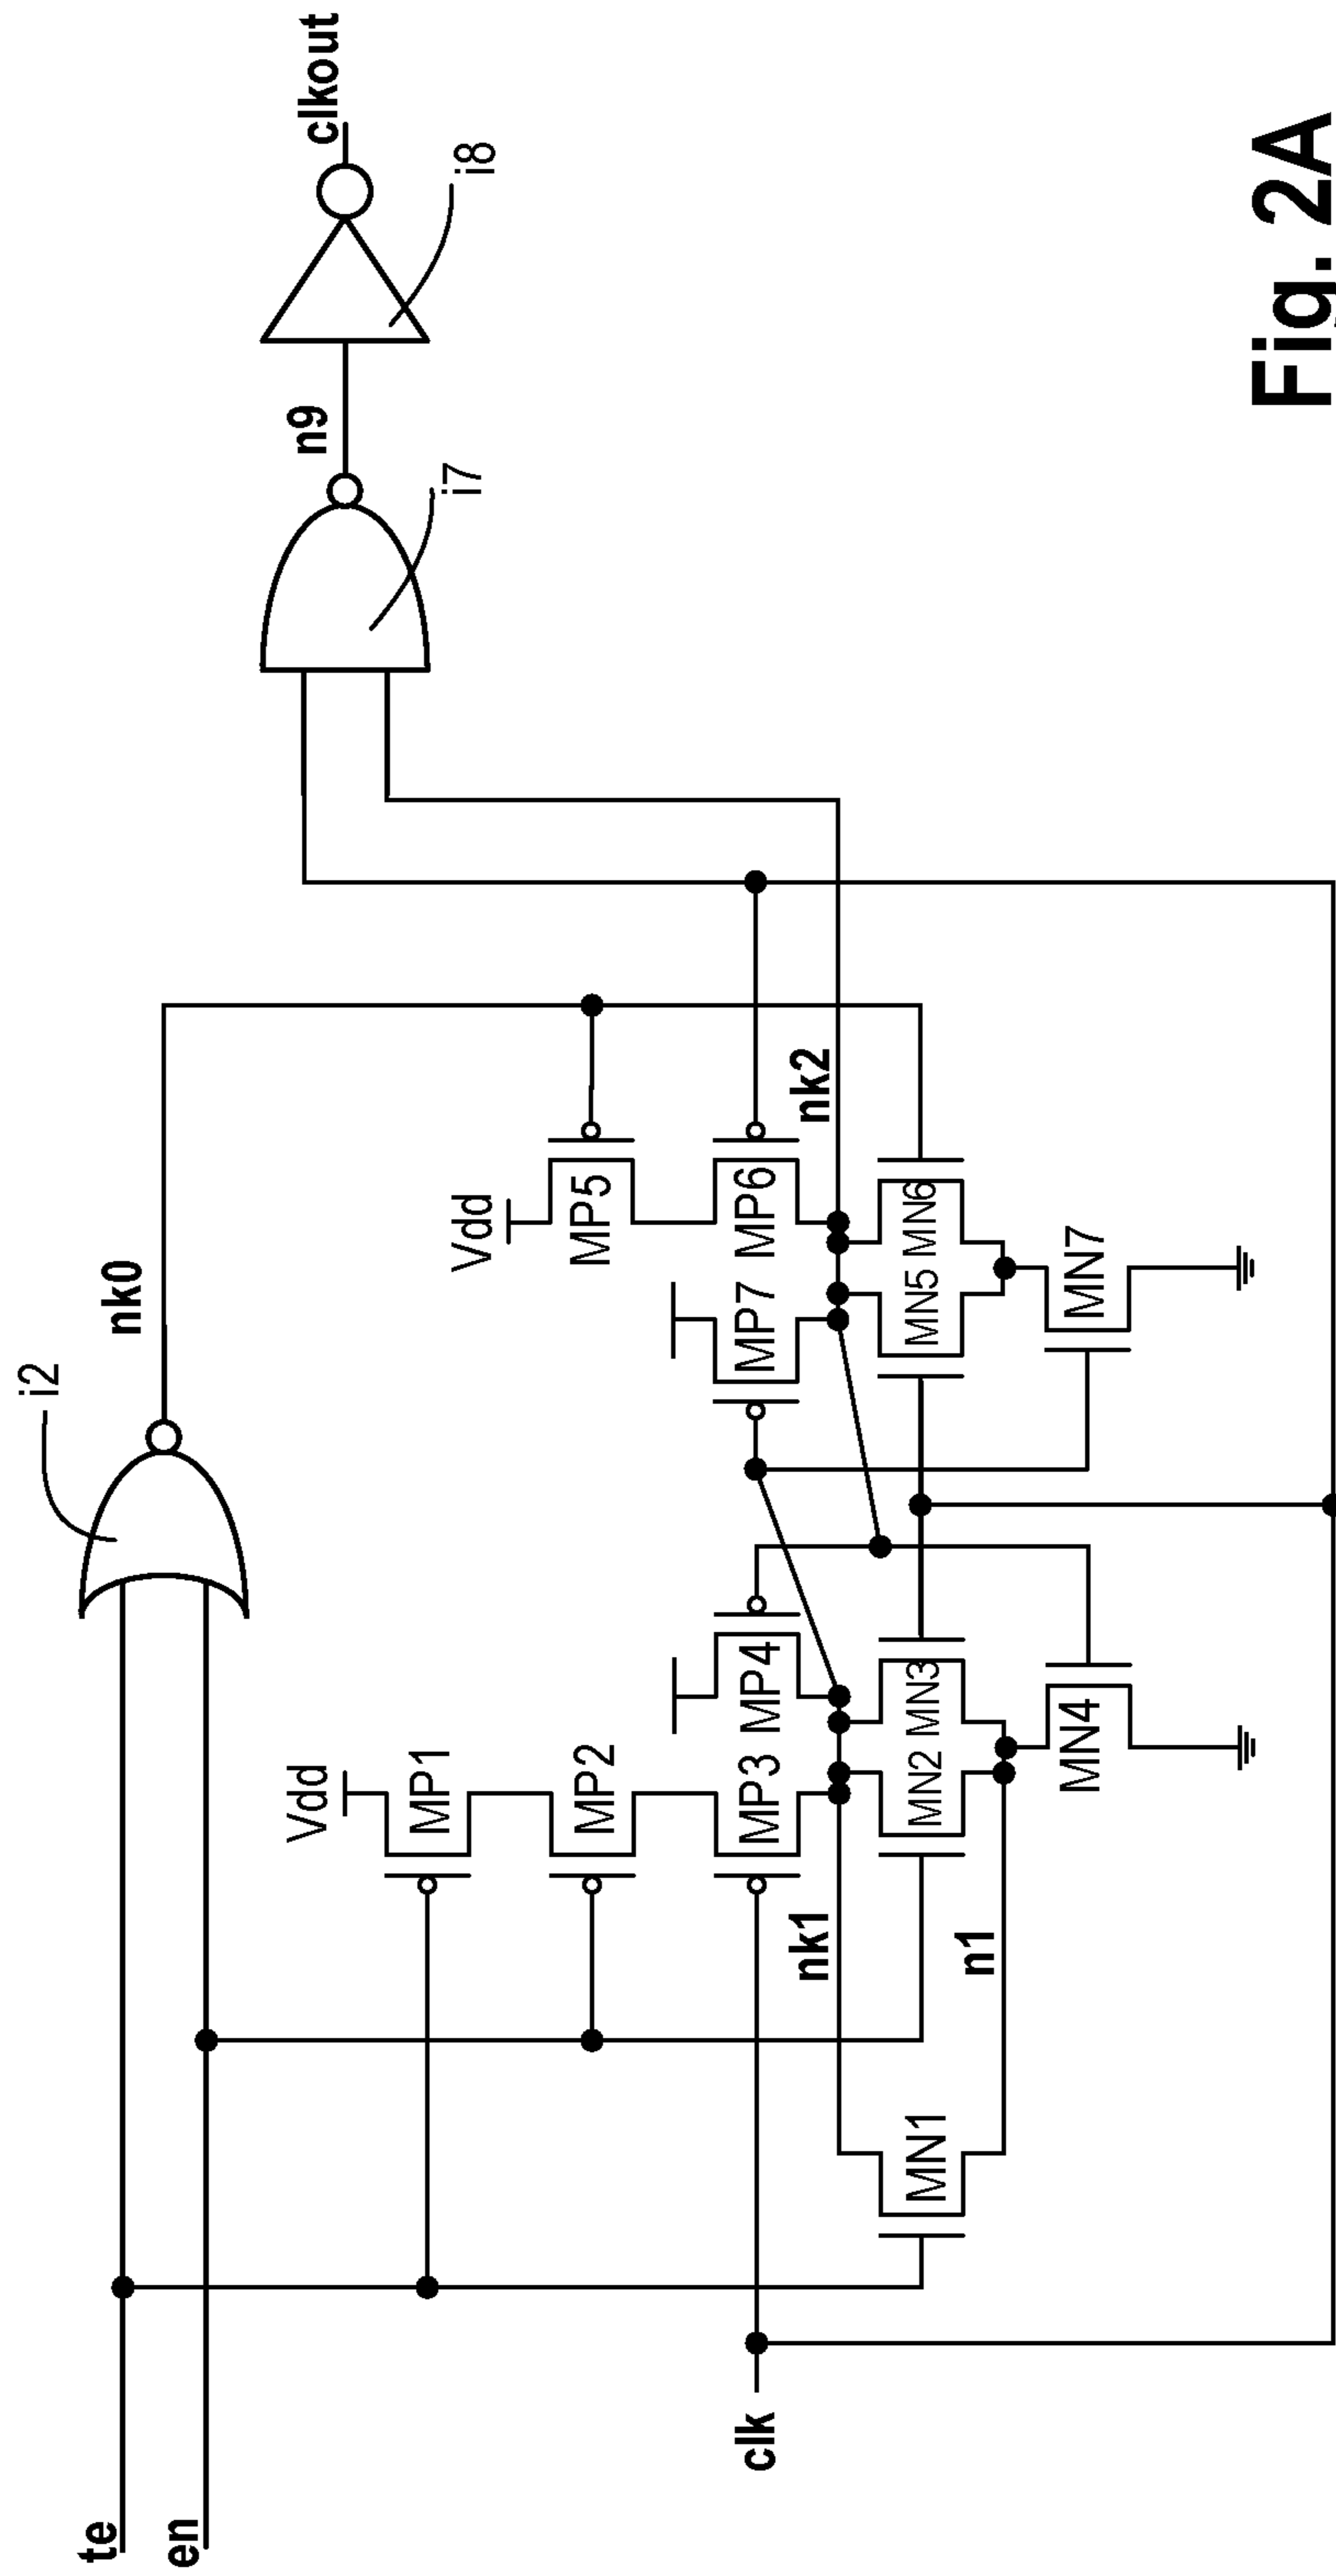 te
en
i2
nk0
Vdd
MP1
MP2
MP3
MP4
Vdd
MP5
MP6
MP7
clk
nk1
nk2
MN1
MN2
MN3
MN4
n1
MN5
MN6
MN7
i7
n9
i8
clkout
Fig. 2A